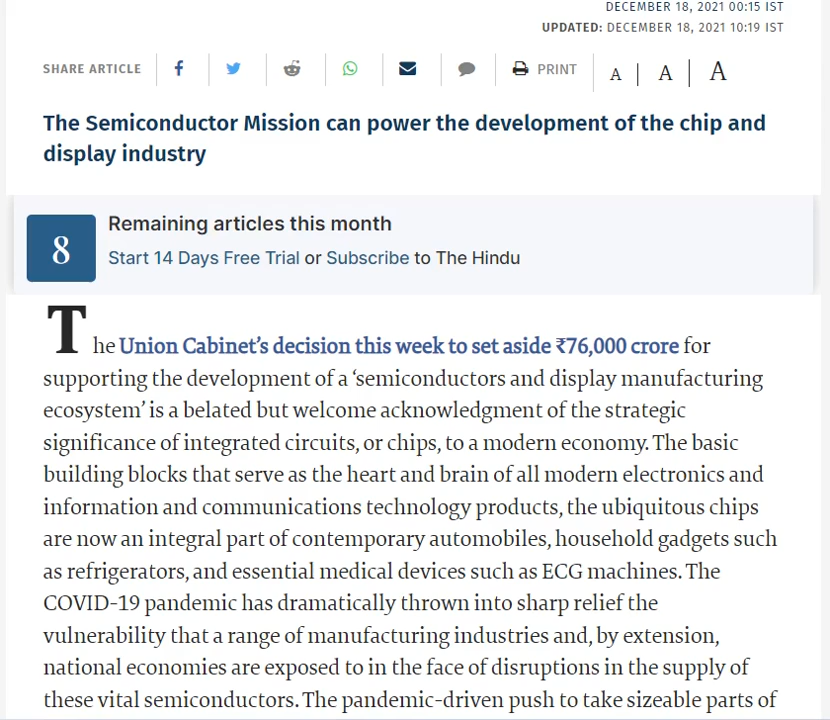 DECEMBER 18, 2021 00:15 IST
UPDATED: DECEMBER 18, 2021 10:19 IST
SHARE ARTICLE PRINT A A A
The Semiconductor Mission can power the development of the chip and
display industry
Remaining articles this month
8
Start 14 Days Free Trial or Subscribe to The Hindu
The Union Cabinet’s decision this week to set aside ₹76,000 crore for
supporting the development of a ‘semiconductors and display manufacturing
ecosystem’ is a belated but welcome acknowledgment of the strategic
significance of integrated circuits, or chips, to a modern economy. The basic
building blocks that serve as the heart and brain of all modern electronics and
information and communications technology products, the ubiquitous chips
are now an integral part of contemporary automobiles, household gadgets such
as refrigerators, and essential medical devices such as ECG machines. The
COVID-19 pandemic has dramatically thrown into sharp relief the
vulnerability that a range of manufacturing industries and, by extension,
national economies are exposed to in the face of disruptions in the supply of
these vital semiconductors. The pandemic-driven push to take sizeable parts of